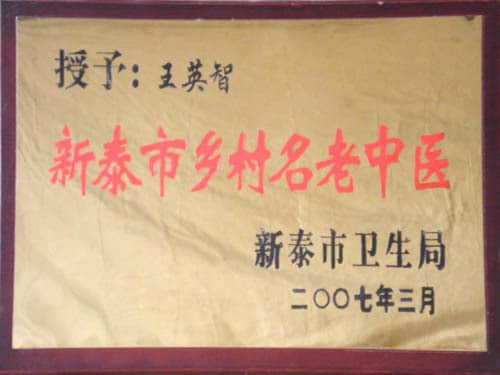 授予：王英智
新泰市乡村名老中医
新泰市卫生局
二〇〇七年三月